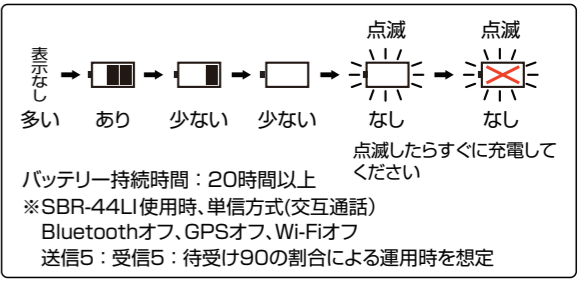 点滅 点滅
表示なし
多い あり 少ない 少ない なし なし
点滅したらすぐに充電して
ください
バッテリー持続時間：20時間以上
※SBR-44LI使用時、単信方式(交互通話）
Bluetoothオフ、GPSオフ、Wi-Fiオフ
送信5：受信5：待受け90の割合による運用時を想定